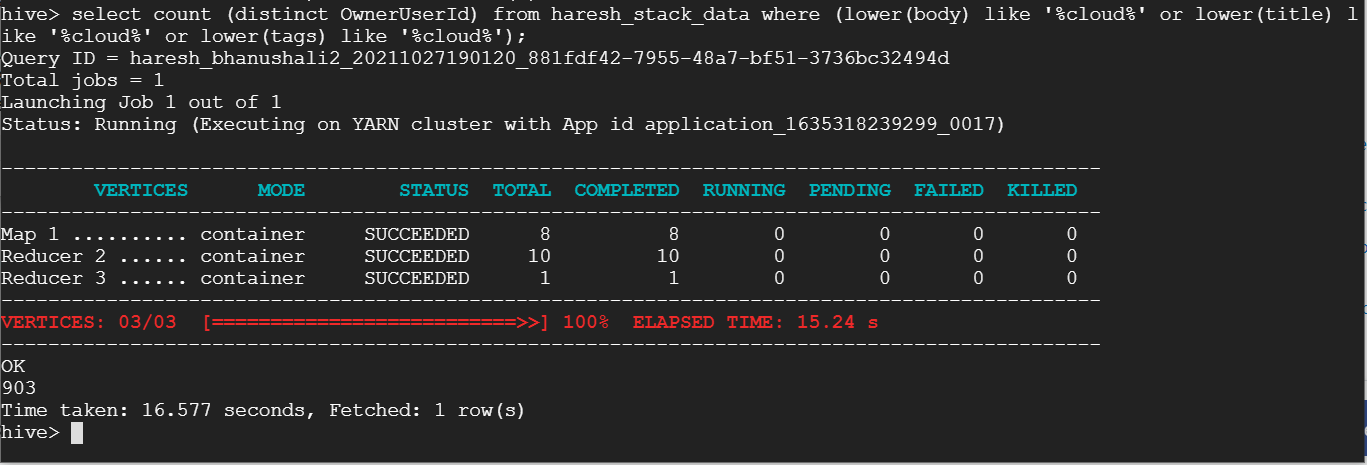 hive> select count (distinct OwnerUserId) from haresh_stack_data where (lower(body) like '%cloud%' or lower(title) l
ike '%cloud%' or lower(tags) like '%cloud%');
Query ID = haresh_bhanushali2_20211027190120_881fdf42-7955-48a7-bf51-3736bc32494d
Total jobs = 1
Launching Job 1 out of 1
Status: Running (Executing on YARN cluster with App id application_1635318239299_0017)
----------------------------------------------------------------------------------------------
VERTICES MODE STATUS TOTAL COMPLETED RUNNING PENDING FAILED KILLED
----------------------------------------------------------------------------------------------
Map 1 .......... container SUCCEEDED 8 8 0 0 0 0
Reducer 2 ...... container SUCCEEDED 10 10 0 0 0 0
Reducer 3 ...... container SUCCEEDED 1 1 0 0 0 0
----------------------------------------------------------------------------------------------
VERTICES: 03/03 [==========================>>] 100% ELAPSED TIME: 15.24 s
----------------------------------------------------------------------------------------------
OK
903
Time taken: 16.577 seconds, Fetched: 1 row(s)
hive>